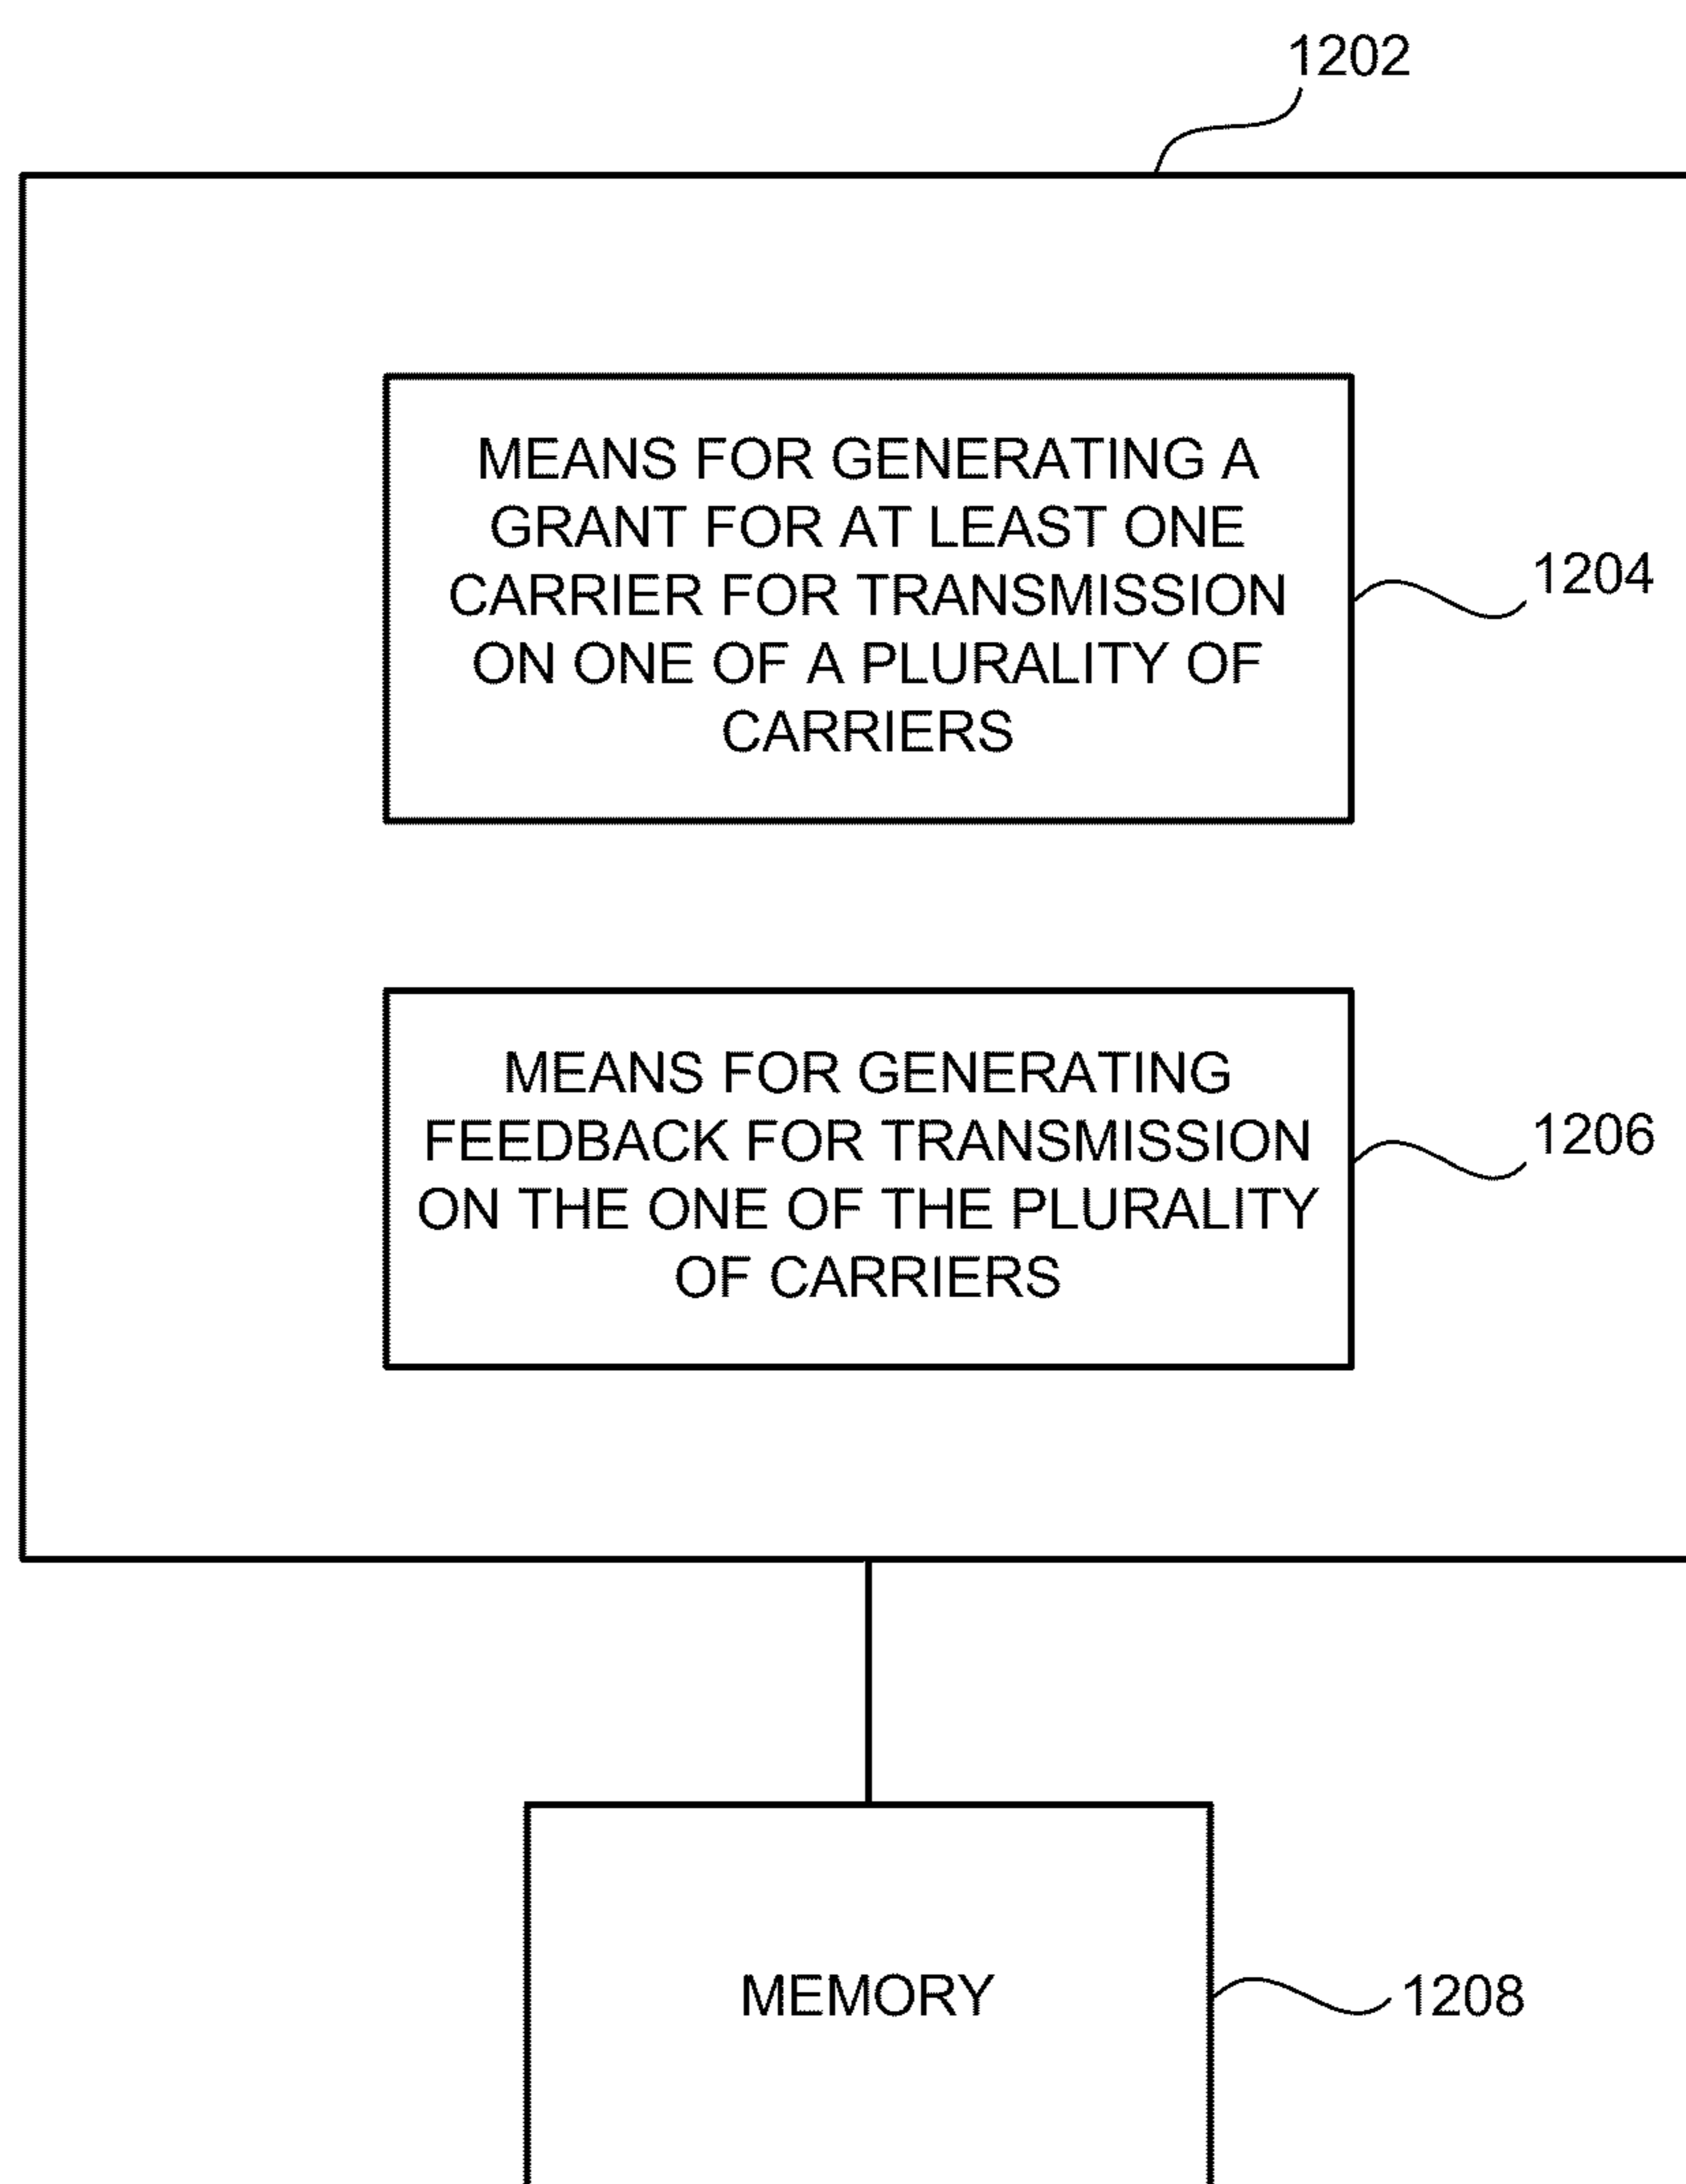 1202
MEANS FOR GENERATING A
GRANT FOR AT LEAST ONE
CARRIER FOR TRANSMISSION
ON ONE OF A PLURALITY OF
CARRIERS
1204
MEANS FOR GENERATING
FEEDBACK FOR TRANSMISSION
ON THE ONE OF THE PLURALITY
OF CARRIERS
1206
MEMORY
1208